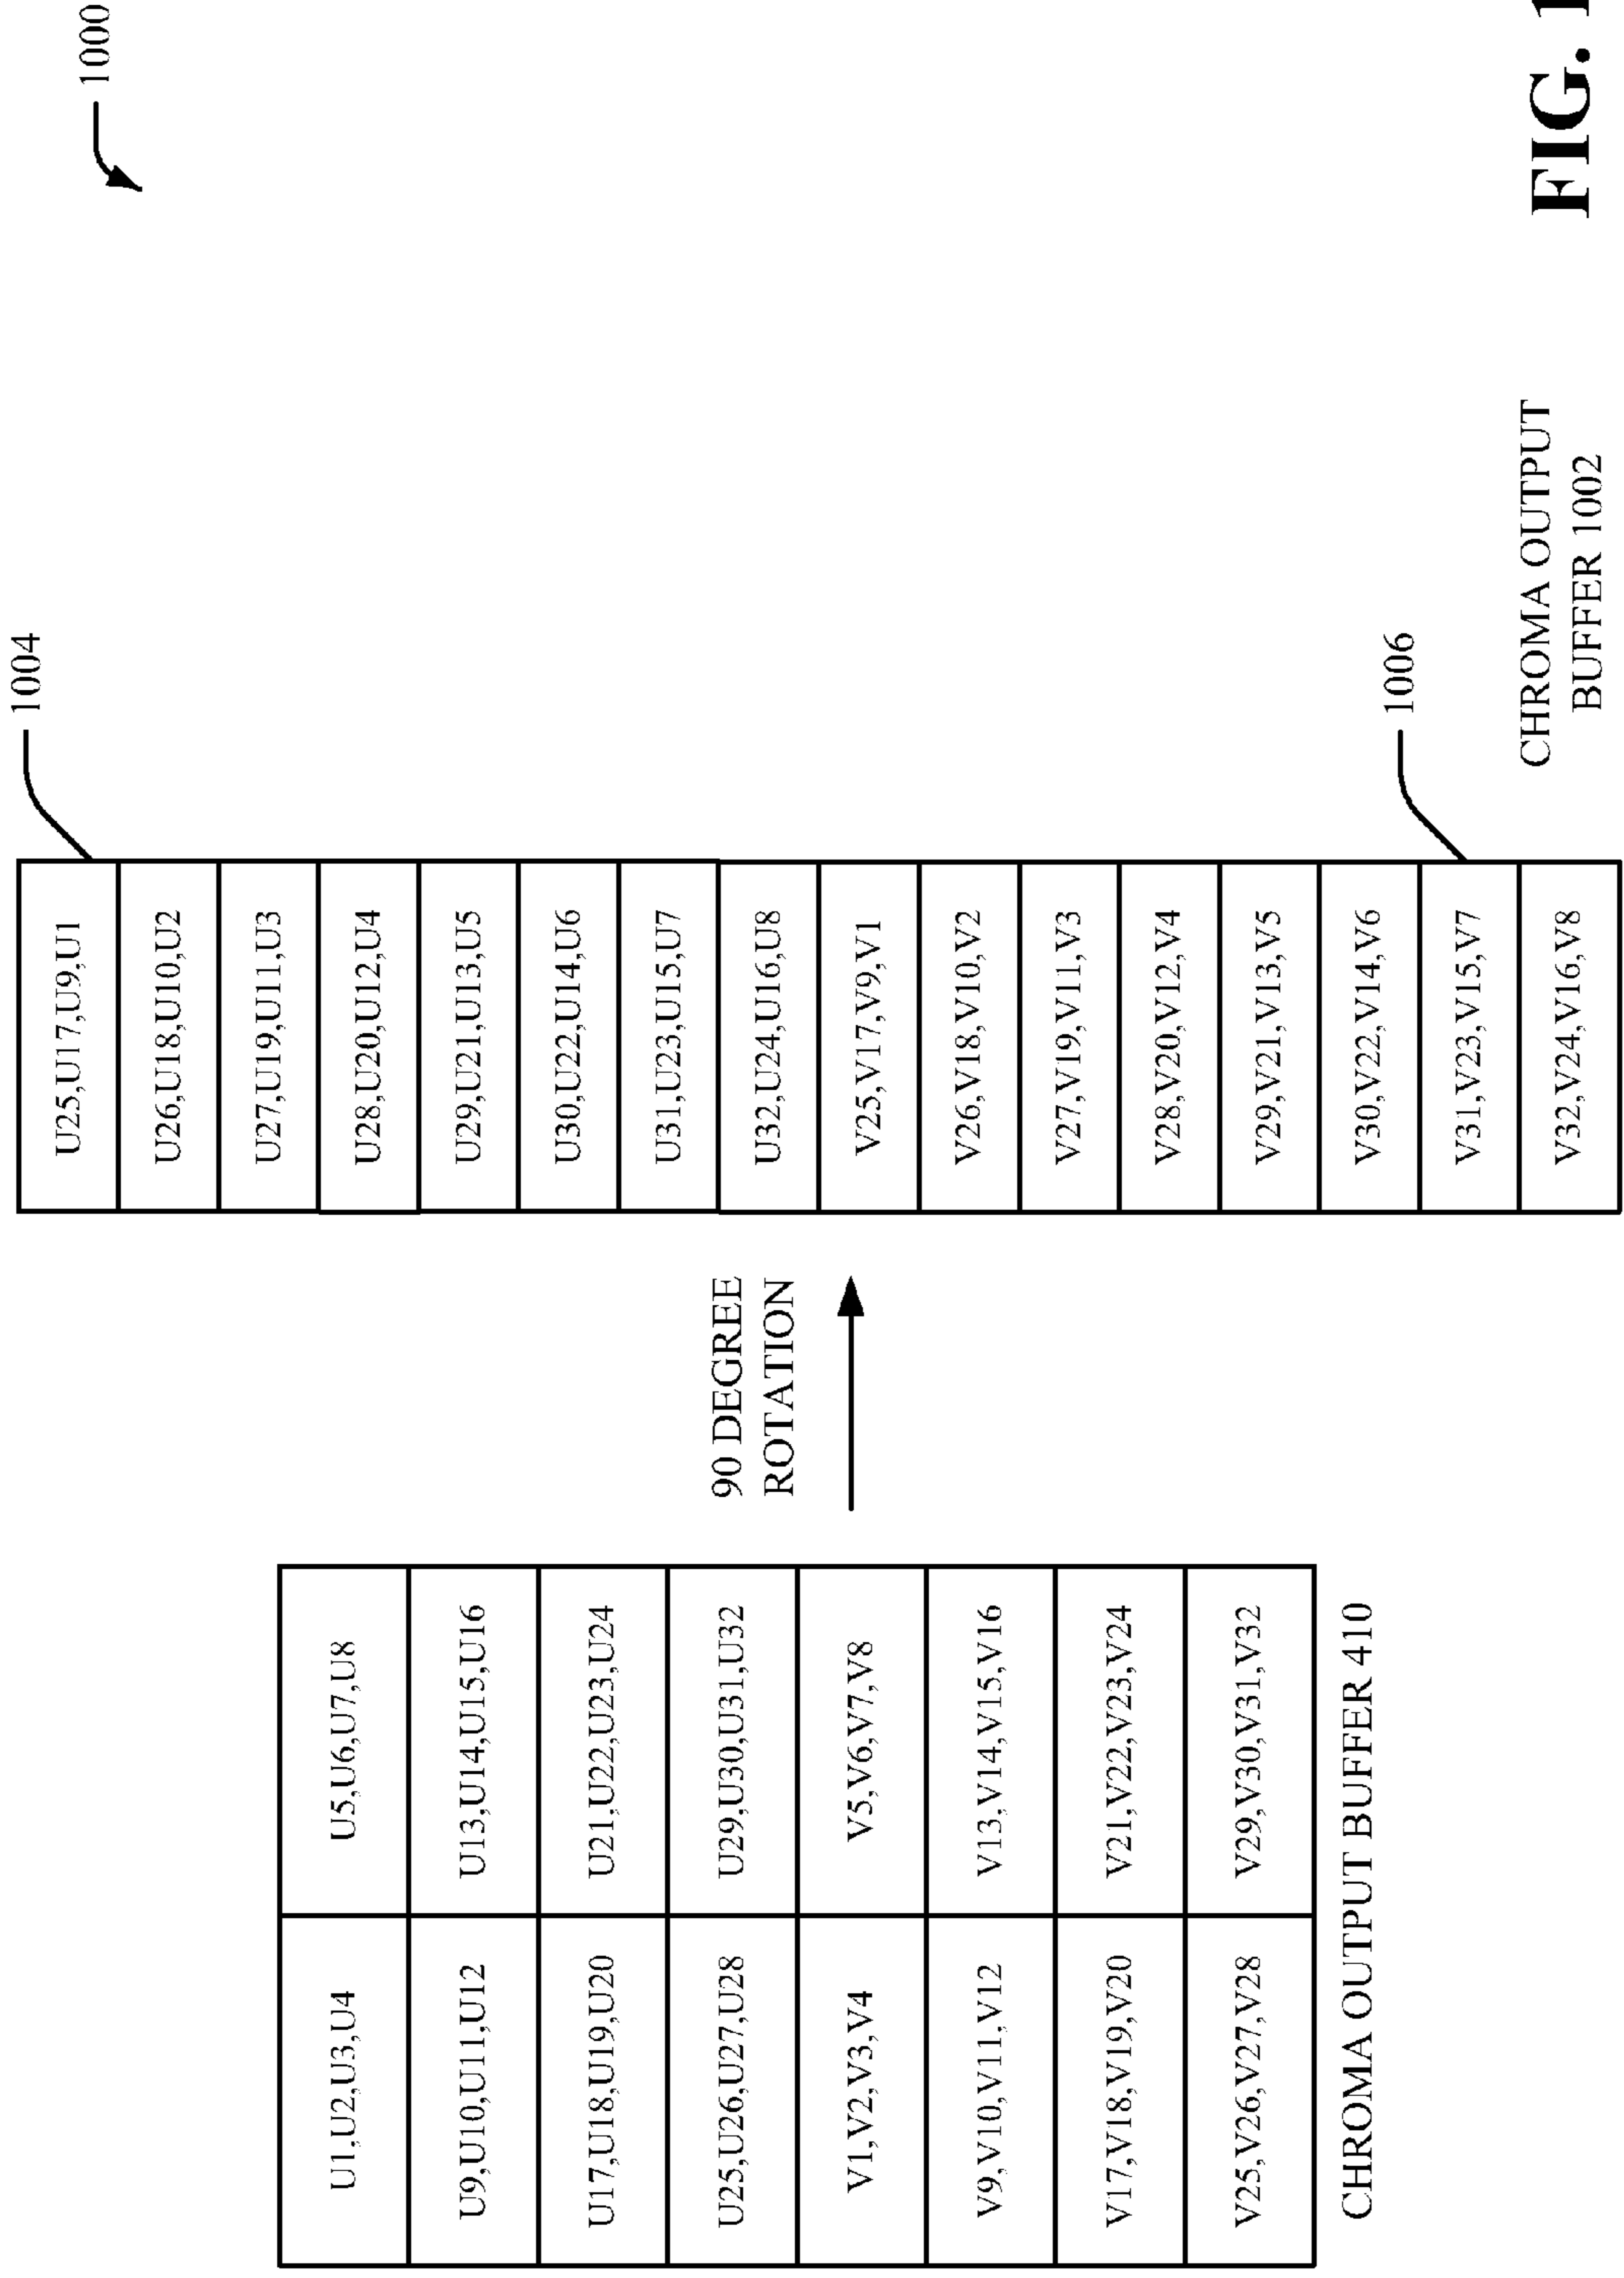 1000
1004
U1,U2,U3,U4
U5,U6,U7,U8
U9,U10,U11,U12
U13,U14,U15,U16
U17,U18,U19,U20
U21,U22,U23,U24
U25,U26,U27,U28
U29,U30,U31,U32
V1,V2,V3,V4
V5,V6,V7,V8
V9,V10,V11,V12
V13,V14,V15,V16
V17,V18,V19,V20
V21,V22,V23,V24
V25,V26,V27,V28
V29,V30,V31,V32
CHROMA OUTPUT BUFFER 410
90 DEGREE
ROTATION
U25,U17,U9,U1
U26,U18,U10,U2
U27,U19,U11,U3
U28,U20,U12,U4
U29,U21,U13,U5
U30,U22,U14,U6
U31,U23,U15,U7
U32,U24,U16,U8
V25,V17,V9,V1
V26,V18,V10,V2
V27,V19,V11,V3
V28,V20,V12,V4
V29,V21,V13,V5
V30,V22,V14,V6
V31,V23,V15,V7
V32,V24,V16,V8
1006
CHROMA OUTPUT
BUFFER 1002
FIG.